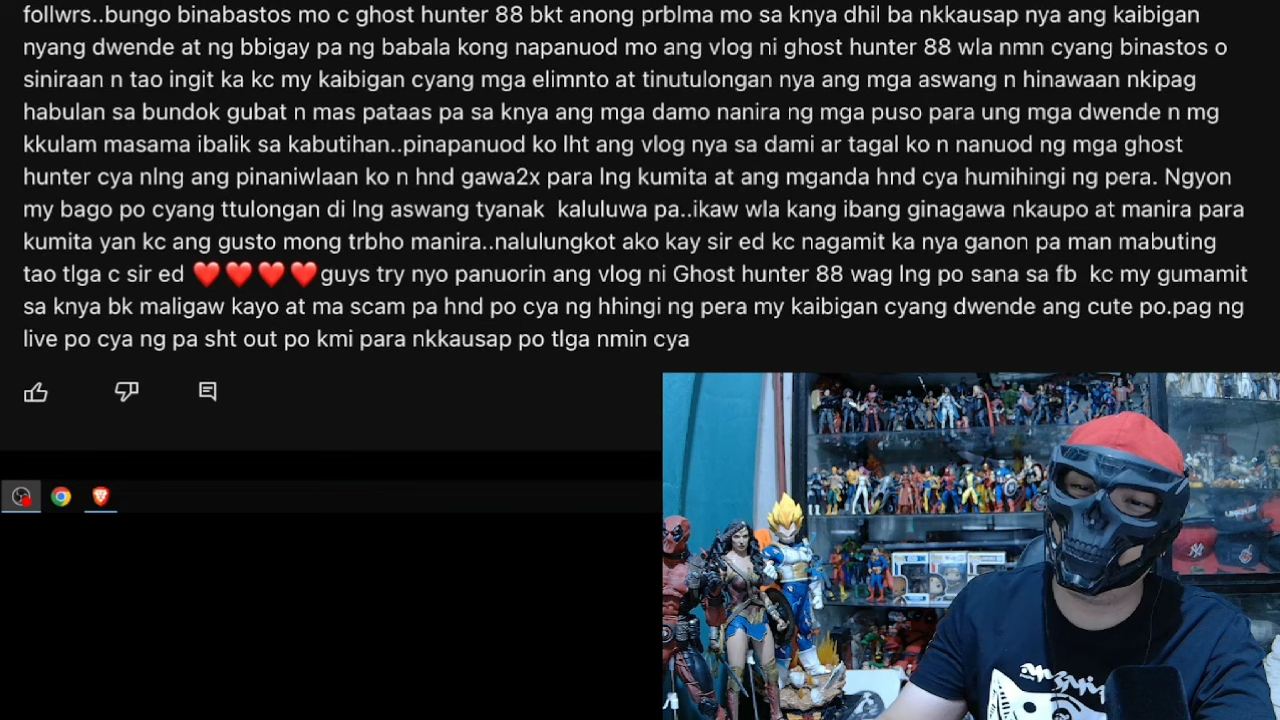 follwrs..bungo binabastos mo c ghost hunter 88 bkt anong prblma mo sa knya dhil ba nkkausap nya ang kaibigan
nyang dwende at ng bbigay pa ng babala kong napanuod mo ang vlog ni ghost hunter 88 wla nmn cyang binastos o
siniraan n tao ingit ka kc my kaibigan cyang mga elimnto at tinutulongan nya ang mga aswang n hinawaan nkipag
habulan sa bundok gubat n mas pataas pa sa knya ang mga damo nanira ng mga puso para ung mga dwende n mg
kkulam masama ibalik sa kabutihan..pinapanuod ko lht ang vlog nya sa dami ar tagal ko n nanuod ng mga ghost
hunter cya nlng ang pinaniwlaan ko n hnd gawa2x para lng kumita at ang mganda hnd cya humihingi ng pera. Ngyon
my bago po cyang ttulongan di lng aswang tyanak  kaluluwa pa..ikaw wla kang ibang ginagawa nkaupo at manira para
kumita yan kc ang gusto mong trbho manira..nalulungkot ako kay sir ed kc nagamit ka nya ganon pa man mabuting
tao tlga c sir ed ❤️❤️❤️❤️guys try nyo panuorin ang vlog ni Ghost hunter 88 wag lng po sana sa fb  kc my gumamit
sa knya bk maligaw kayo at ma scam pa hnd po cya ng hhingi ng pera my kaibigan cyang dwende ang cute po.pag ng
live po cya ng pa sht out po kmi para nkkausap po tlga nmin cya